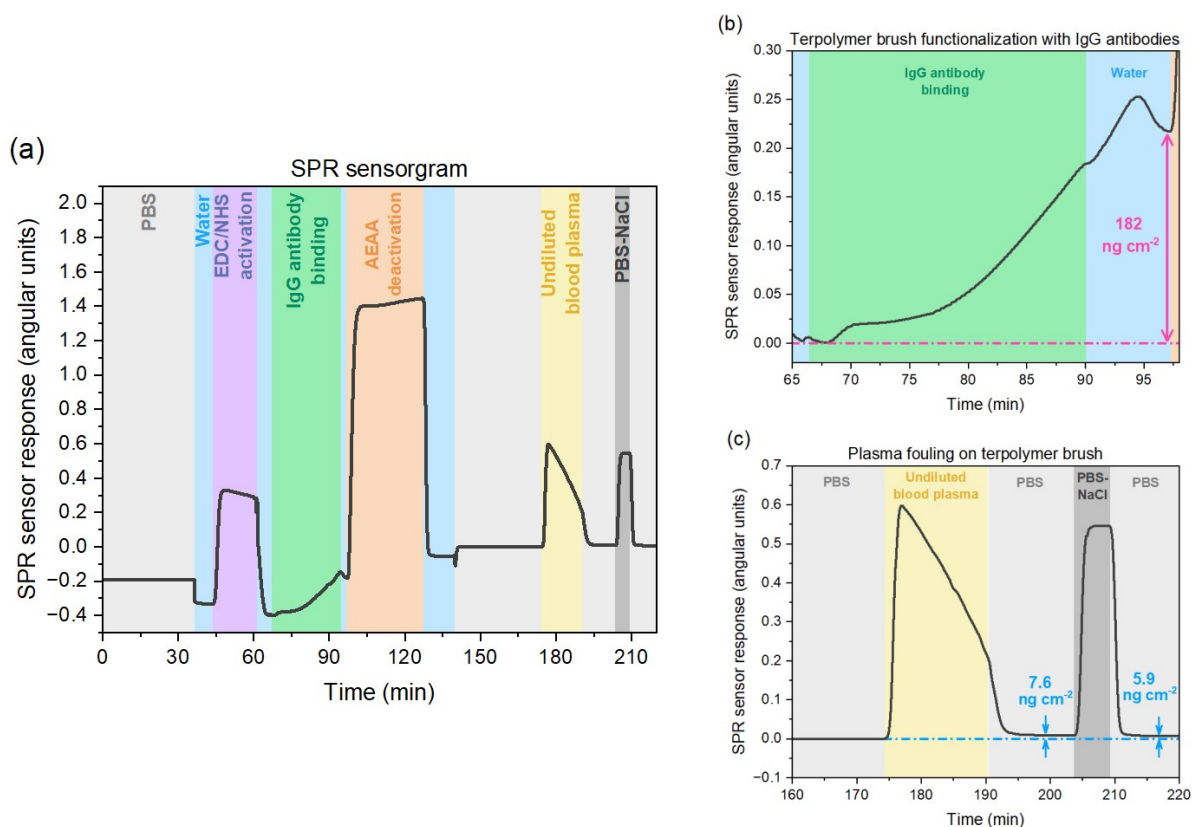 (a)
SPR sensorgram
SPR sensor response (angular units)
2.0
1.8
1.6
1.4
1.2
1.0
0.8
0.6
0.4
0.2
0.0
−0.2
−0.4
PBS
Water
EDC/NHS
activation
IgG antibody
binding
AEAA
deactivation
Undiluted
blood plasma
PBS-NaCl
0 30 60 90 120 150 180 210
Time (min)
(b)
Terpolymer brush functionalization with IgG antibodies
SPR sensor response (angular units)
0.30
0.25
0.20
0.15
0.10
0.05
0.00
IgG antibody
binding
Water
182
ng cm⁻²
65 70 75 80 85 90 95
Time (min)
(c)
Plasma fouling on terpolymer brush
SPR sensor response (angular units)
0.7
0.6
0.5
0.4
0.3
0.2
0.1
0.0
−0.1
PBS
Undiluted
blood plasma
PBS
PBS-
NaCl
PBS
7.6
ng cm⁻²
5.9
ng cm⁻²
160 170 180 190 200 210 220
Time (min)